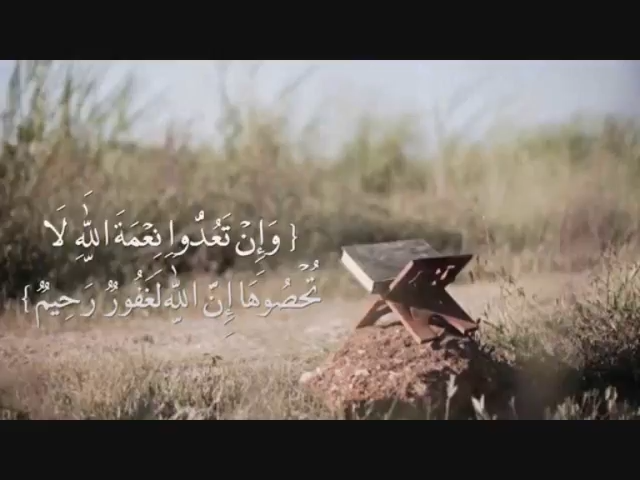 { وَإِنْ تَعُدُّوا نِعْمَةَ اللَّهِ لَا
تُحْصُوهَا إِنَّ اللَّهَ لَغَفُورٌ رَحِيمٌ }